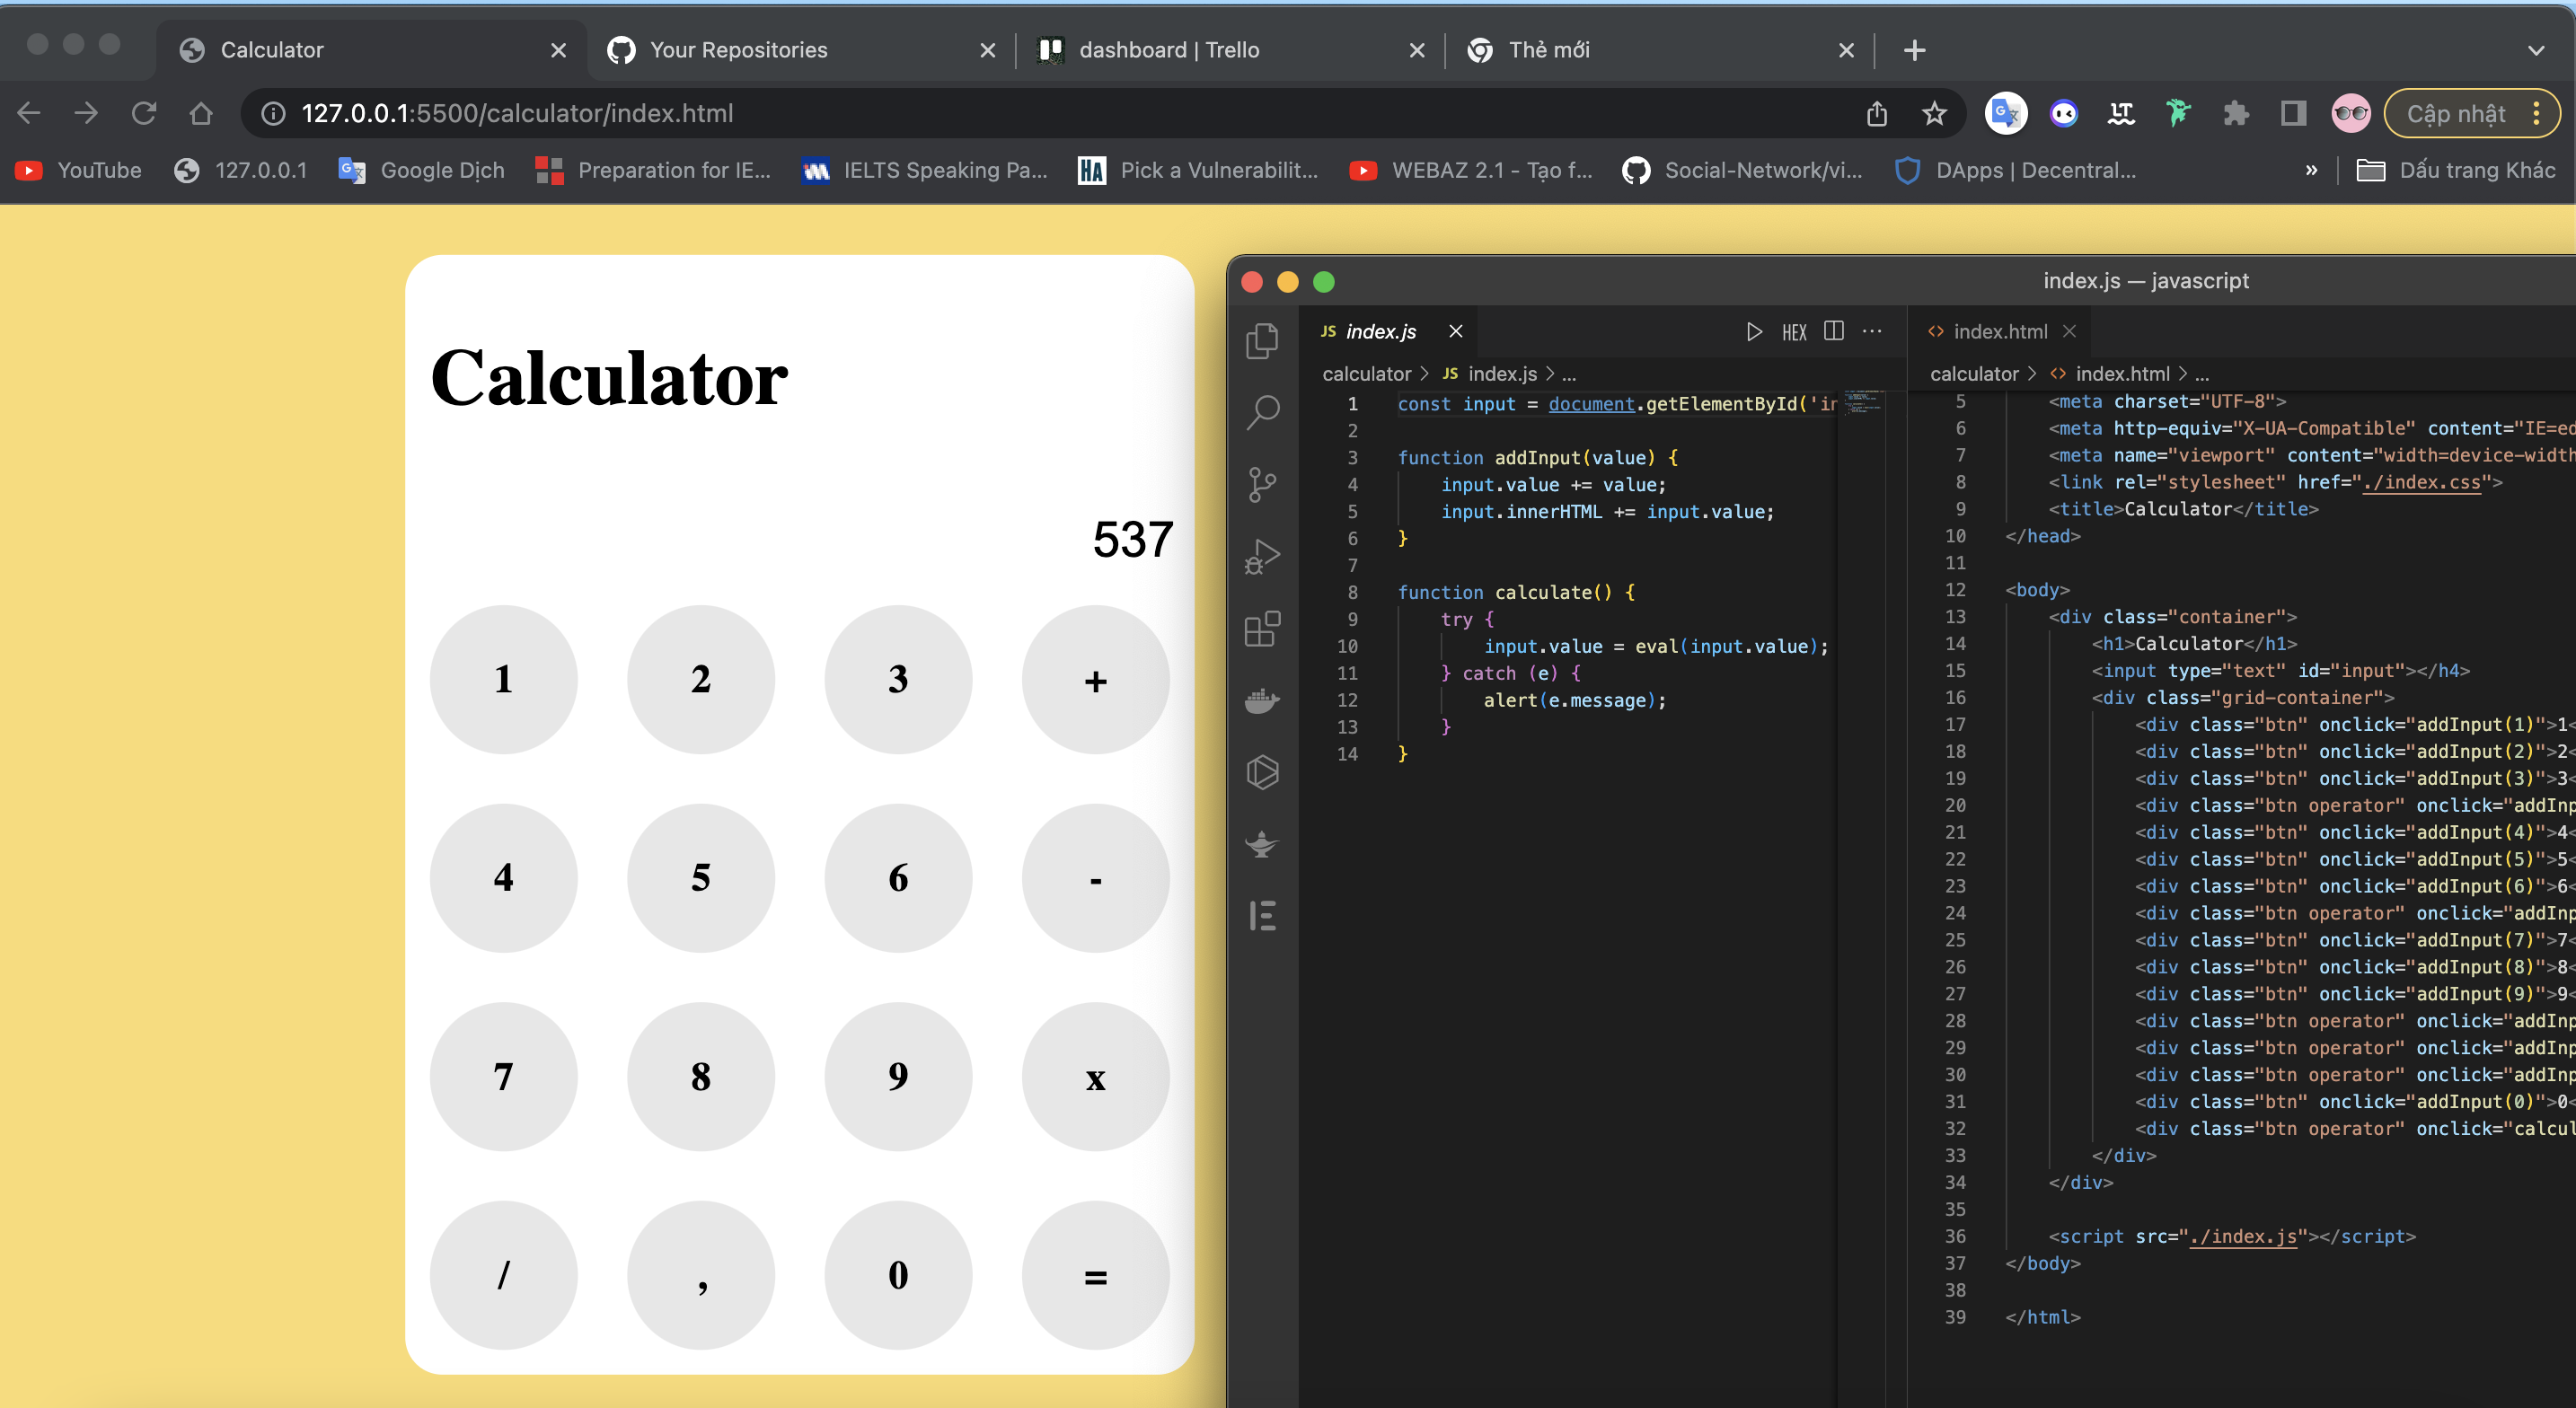 Calculator
Your Repositories
dashboard | Trello
Thẻ mới
127.0.0.1:5500/calculator/index.html
Cập nhật
YouTube
127.0.0.1
Google Dịch
Preparation for IE...
IELTS Speaking Pa...
HA Pick a Vulnerabilit...
WEBAZ 2.1 - Tạo f...
Social-Network/vi...
DApps | Decentral...
»
Dấu trang Khác
Calculator
537
1 2 3 +
4 5 6 -
7 8 9 x
/ , 0 =
index.js — javascript
JS index.js
HEX
calculator > JS index.js > ...
1 const input = document.getElementById('in
2
3 function addInput(value) {
4 input.value += value;
5 input.innerHTML += input.value;
6 }
7
8 function calculate() {
9 try {
10 input.value = eval(input.value);
11 } catch (e) {
12 alert(e.message);
13 }
14 }
<> index.html
calculator > <> index.html > ...
5 <meta charset="UTF-8">
6 <meta http-equiv="X-UA-Compatible" content="IE=ed
7 <meta name="viewport" content="width=device-width
8 <link rel="stylesheet" href="./index.css">
9 <title>Calculator</title>
10 </head>
11
12 <body>
13 <div class="container">
14 <h1>Calculator</h1>
15 <input type="text" id="input"></h4>
16 <div class="grid-container">
17 <div class="btn" onclick="addInput(1)">1<
18 <div class="btn" onclick="addInput(2)">2<
19 <div class="btn" onclick="addInput(3)">3<
20 <div class="btn operator" onclick="addInp
21 <div class="btn" onclick="addInput(4)">4<
22 <div class="btn" onclick="addInput(5)">5<
23 <div class="btn" onclick="addInput(6)">6<
24 <div class="btn operator" onclick="addInp
25 <div class="btn" onclick="addInput(7)">7<
26 <div class="btn" onclick="addInput(8)">8<
27 <div class="btn" onclick="addInput(9)">9<
28 <div class="btn operator" onclick="addInp
29 <div class="btn operator" onclick="addInp
30 <div class="btn operator" onclick="addInp
31 <div class="btn" onclick="addInput(0)">0<
32 <div class="btn operator" onclick="calcul
33 </div>
34 </div>
35
36 <script src="./index.js"></script>
37 </body>
38
39 </html>